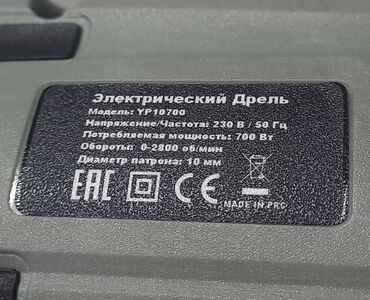 Электрический Дрель
Модель: YP10700
Напряжение/Частота: 230 В / 50 Гц
Потребляемая мощность: 700 Вт
Обороты: 0-2800 об/мин
Диаметр патрона: 10 мм
EAC CE MADE IN PRC